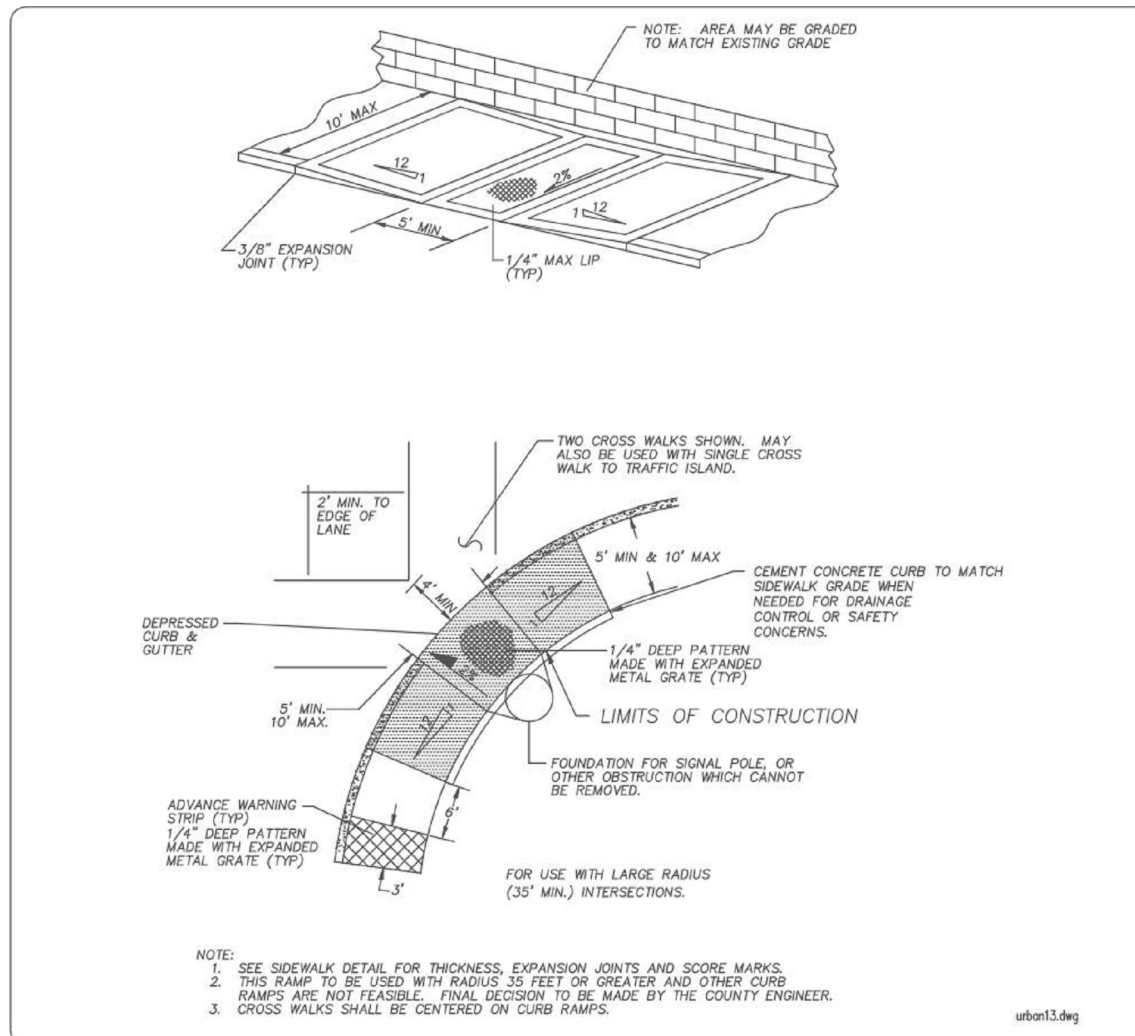 NOTE: AREA MAY BE GRADED
TO MATCH EXISTING GRADE
10' MAX
12
1
2%
12
1
5' MIN
3/8" EXPANSION
JOINT (TYP)
1/4" MAX LIP
(TYP)
TWO CROSS WALKS SHOWN. MAY
ALSO BE USED WITH SINGLE CROSS
WALK TO TRAFFIC ISLAND.
2' MIN. TO
EDGE OF
LANE
5' MIN & 10' MAX
CEMENT CONCRETE CURB TO MATCH
SIDEWALK GRADE WHEN
NEEDED FOR DRAINAGE
CONTROL OR SAFETY
CONCERNS.
4' MIN
12
1
DEPRESSED
CURB &
GUTTER
1/4" DEEP PATTERN
MADE WITH EXPANDED
METAL GRATE (TYP)
2%
5' MIN.
10' MAX.
12
1
LIMITS OF CONSTRUCTION
FOUNDATION FOR SIGNAL POLE, OR
OTHER OBSTRUCTION WHICH CANNOT
BE REMOVED.
ADVANCE WARNING
STRIP (TYP)
1/4" DEEP PATTERN
MADE WITH EXPANDED
METAL GRATE (TYP)
6'
3'
FOR USE WITH LARGE RADIUS
(35' MIN.) INTERSECTIONS.
NOTE:
1. SEE SIDEWALK DETAIL FOR THICKNESS, EXPANSION JOINTS AND SCORE MARKS.
2. THIS RAMP TO BE USED WITH RADIUS 35 FEET OR GREATER AND OTHER CURB
RAMPS ARE NOT FEASIBLE. FINAL DECISION TO BE MADE BY THE COUNTY ENGINEER.
3. CROSS WALKS SHALL BE CENTERED ON CURB RAMPS.
urban13.dwg